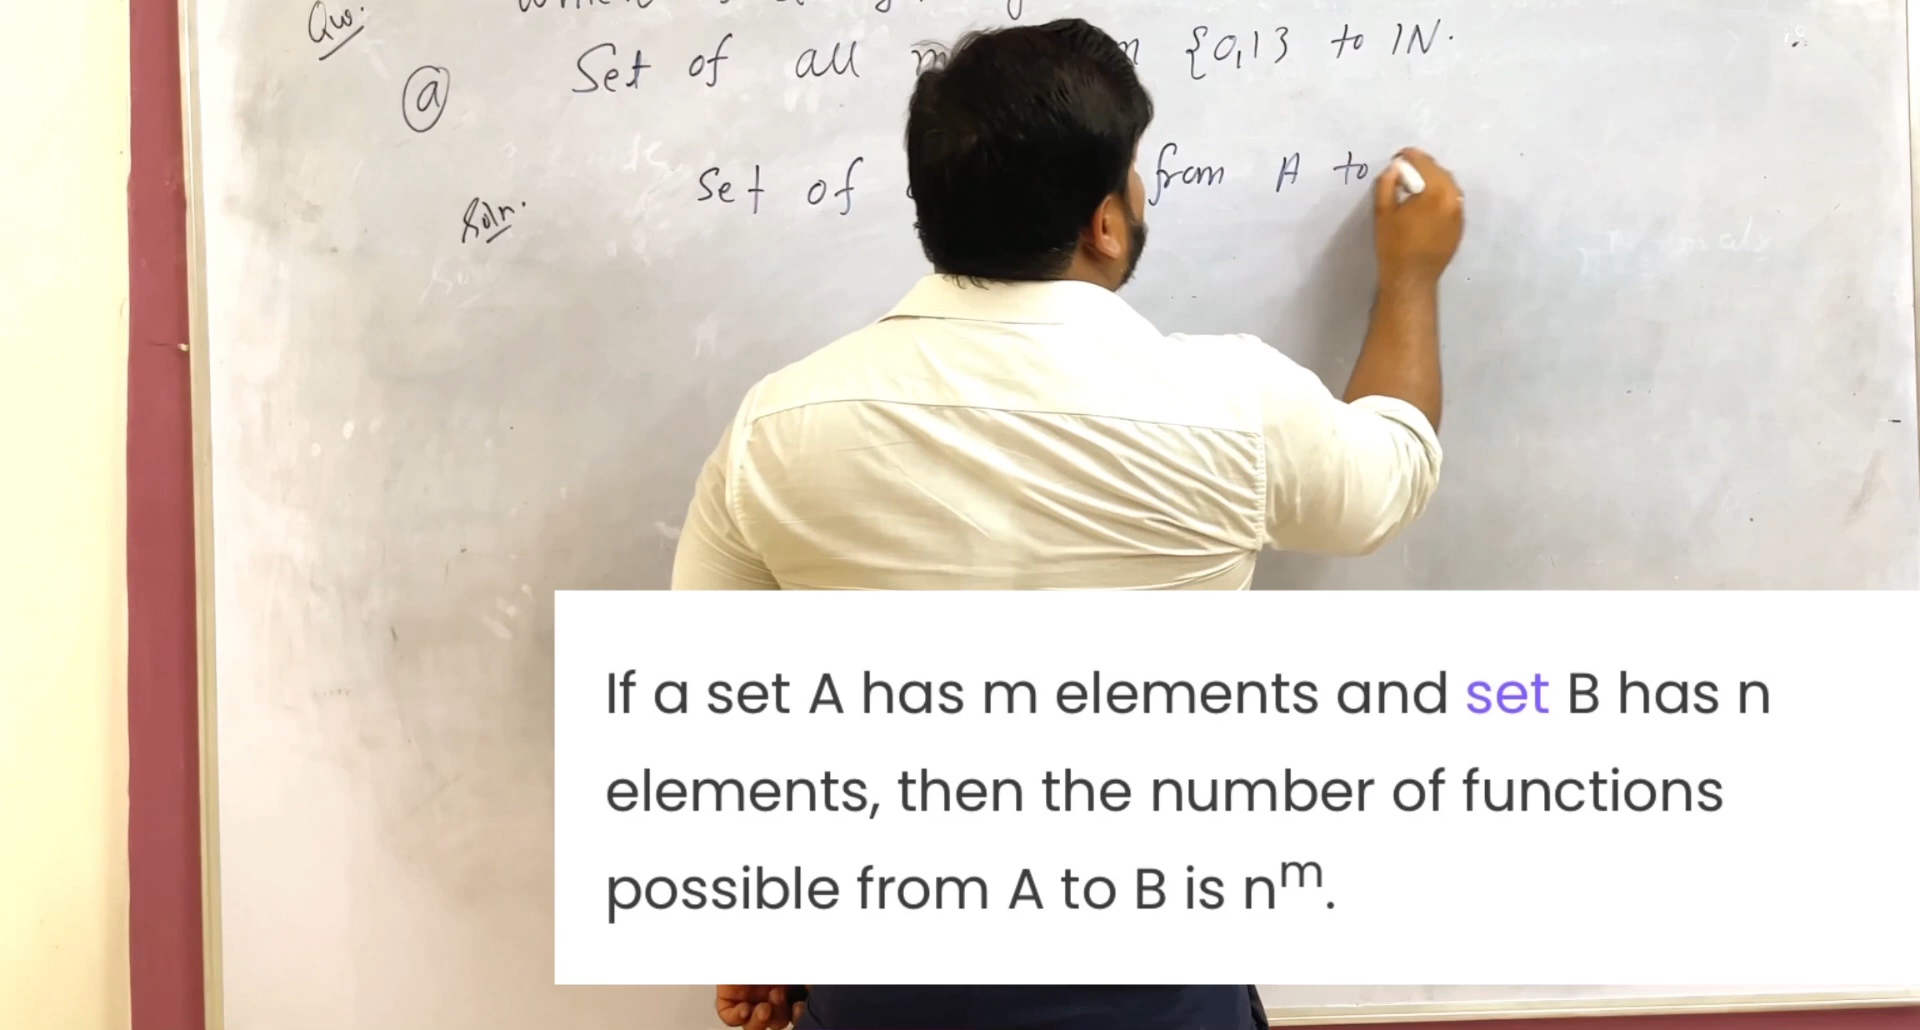 Qus.
(a) Set of all {0,1} to IN.
Soln. Set of from A to
If a set A has m elements and set B has n
elements, then the number of functions
possible from A to B is nᵐ.